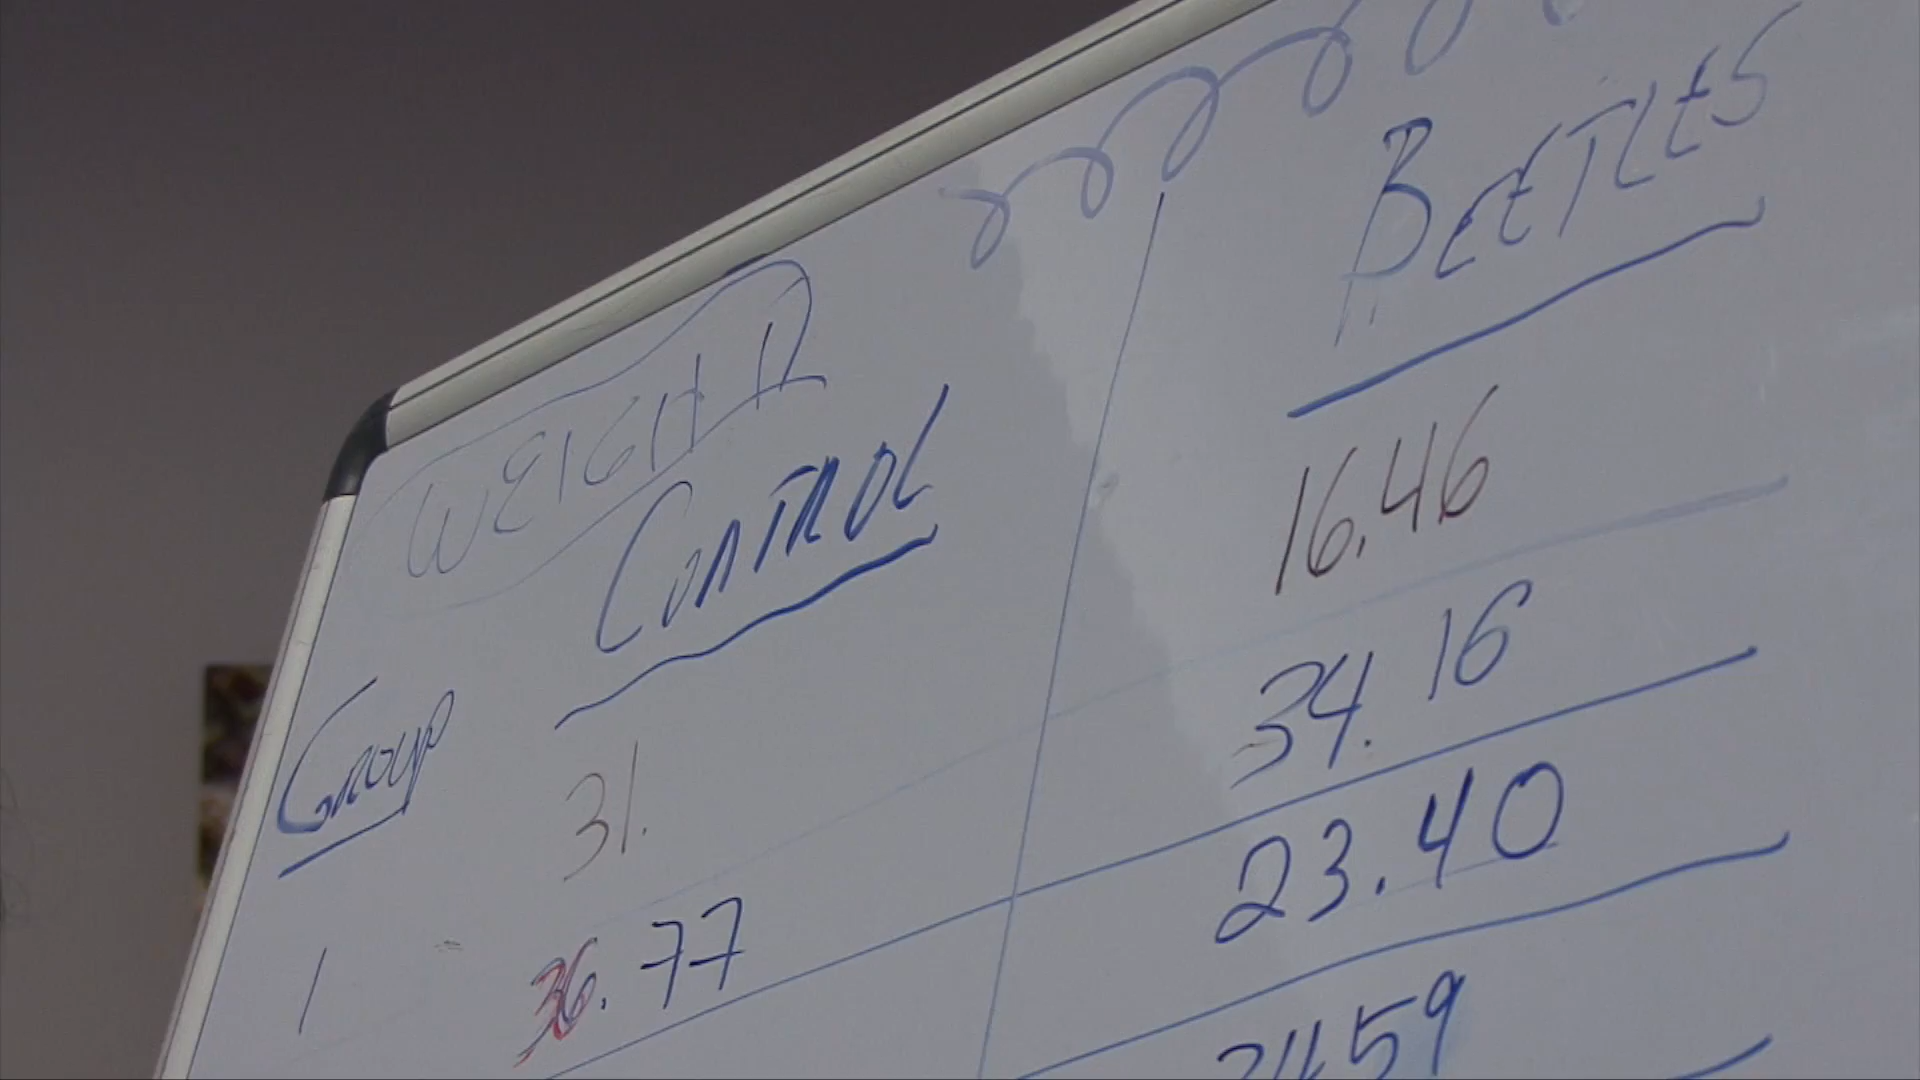 WEIGHT
BEETLES
CONTROL
Group
16.46
31.
34.16
1
36.77
23.40